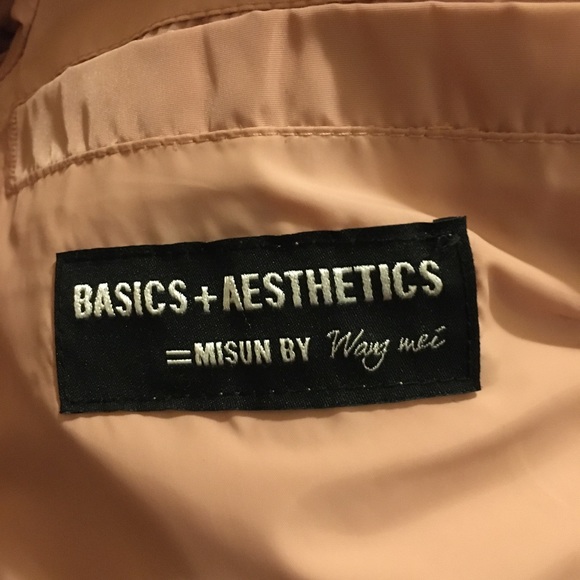 BASICS + AESTHETICS
=MISUN BY Wang mei